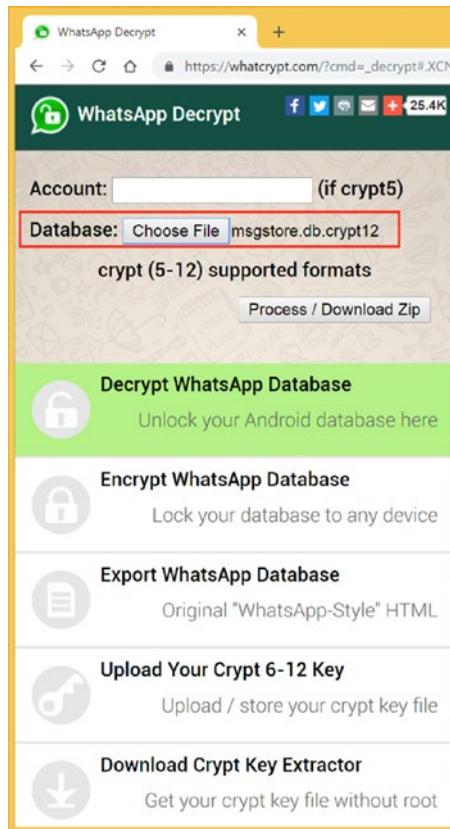 WhatsApp Decrypt
https://whatcrypt.com/?cmd=_decrypt#.XCN
WhatsApp Decrypt 25.4K
Account: (if crypt5)
Database: Choose File msgstore.db.crypt12
crypt (5-12) supported formats
Process / Download Zip
Decrypt WhatsApp Database
Unlock your Android database here
Encrypt WhatsApp Database
Lock your database to any device
Export WhatsApp Database
Original "WhatsApp-Style" HTML
Upload Your Crypt 6-12 Key
Upload / store your crypt key file
Download Crypt Key Extractor
Get your crypt key file without root